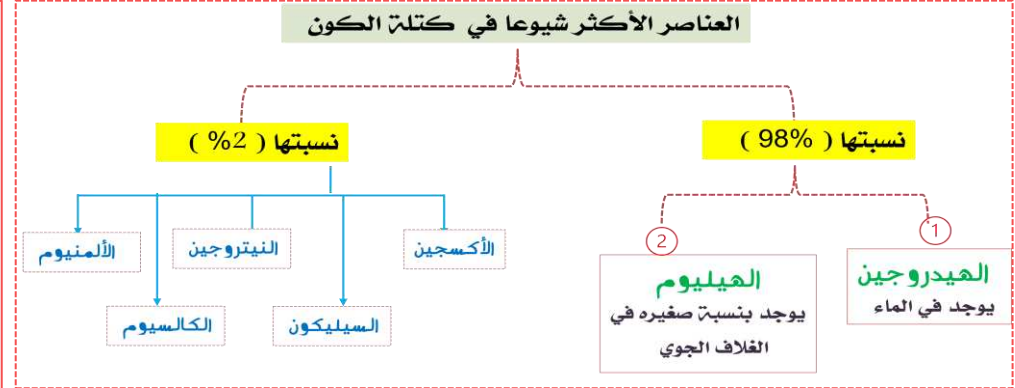 العناصر الأكثر شيوعا في كتلة الكون
نسبتها ( 98% )
1
الهيدروجين
يوجد في الماء
2
الهيليوم
يوجد بنسبة صغيره في
الغلاف الجوي
نسبتها ( 2% )
الأكسجين
السيليكون
النيتروجين
الكالسيوم
الألمنيوم